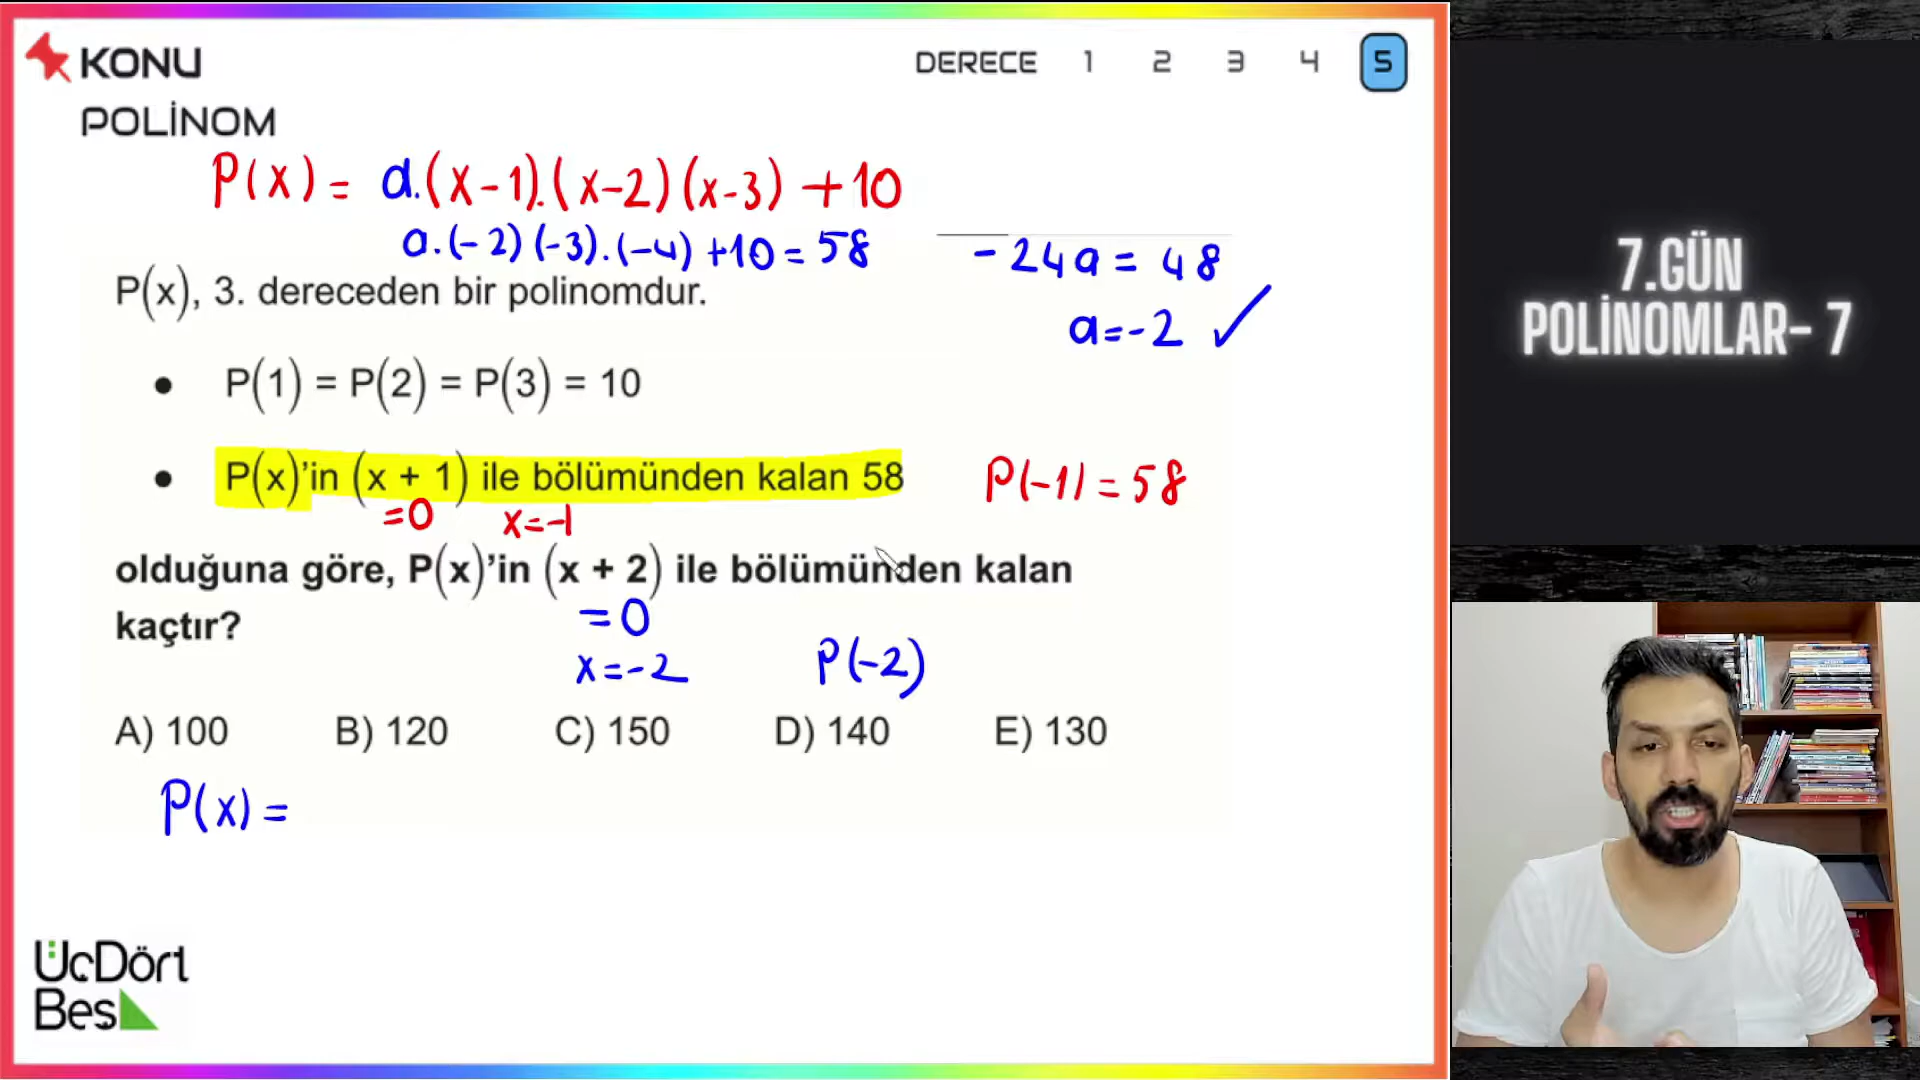 KONU
DERECE 1 2 3 4 5
POLİNOM
P(x) = a.(x-1).(x-2)(x-3) +10
a.(-2)(-3).(-4) +10 = 58
-24a = 48
P(x), 3. dereceden bir polinomdur.
a=-2 ✓
• P(1) = P(2) = P(3) = 10
• P(x)'in (x + 1) ile bölümünden kalan 58
P(-1) = 58
=0 x=-1
olduğuna göre, P(x)'in (x + 2) ile bölümünden kalan
kaçtır?
=0
x=-2
P(-2)
A) 100 B) 120 C) 150 D) 140 E) 130
P(x) =
ÜçDört
Beş
7.GÜN
POLİNOMLAR- 7